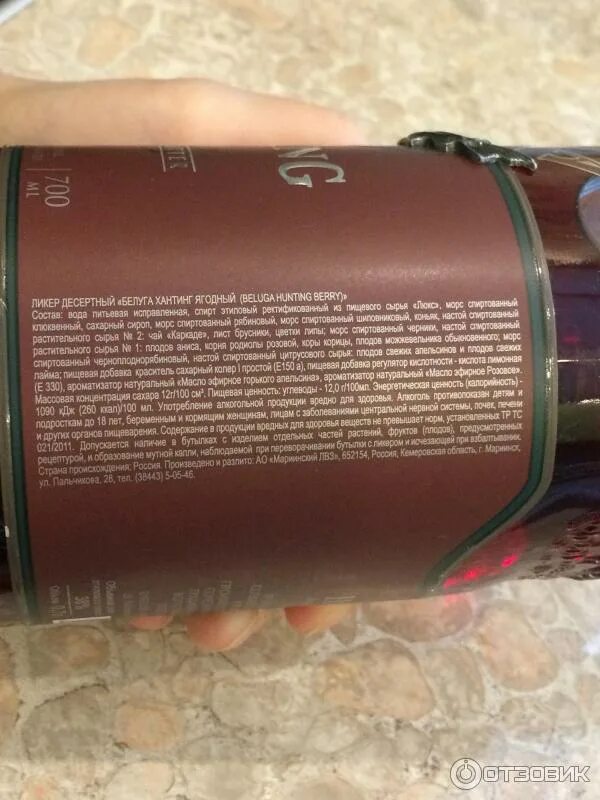 NG
700
ML
ЛИКЕР ДЕСЕРТНЫЙ «БЕЛУГА ХАНТИНГ ЯГОДНЫЙ (BELUGA HUNTING BERRY)»
Состав: вода питьевая исправленная, спирт этиловый ректификованный из пищевого сырья «Люкс», морс спиртованный
клюквенный, сахарный сироп, морс спиртованный рябиновый, морс спиртованный шиповниковый, коньяк, настой спиртованный
растительного сырья № 2: чай «Каркаде», лист брусники, цветки липы; морс спиртованный черники, настой спиртованный
растительного сырья № 1: плодов аниса, корня родиолы розовой, коры корицы, плодов можжевельника обыкновенного; морс
спиртованный черноплоднорябиновый, настой спиртованный цитрусового сырья: плодов свежих апельсинов и плодов свежих
лайма; пищевая добавка краситель сахарный колер I простой (Е150 а), пищевая добавка регулятор кислотности - кислота лимонная
(Е 330), ароматизатор натуральный «Масло эфирное горького апельсина», ароматизатор натуральный «Масло эфирное Розовое».
Массовая концентрация сахара 12г/100 см³. Пищевая ценность: углеводы - 12,0 г/100мл. Энергетическая ценность (калорийность) -
1090 кДж (260 ккал)/100 мл. Употребление алкогольной продукции вредно для здоровья. Алкоголь противопоказан детям и
подросткам до 18 лет, беременным и кормящим женщинам, лицам с заболеваниями центральной нервной системы, почек, печени
и других органов пищеварения. Содержание в продукции вредных для здоровья веществ не превышает норм, установленных ТР ТС
021/2011. Допускается наличие в бутылках с изделием отдельных частей растений, фруктов (плодов), предусмотренных
рецептурой, и образование мутной капли, наблюдаемой при переворачивании бутылки с ликером и исчезающей при взбалтывании.
Страна происхождения: Россия. Произведено и разлито: АО «Мариинский ЛВЗ», 652154, Россия, Кемеровская область, г. Мариинск,
ул. Пальчикова, 26, тел. (38443) 5-05-46.
ОТЗОВИК